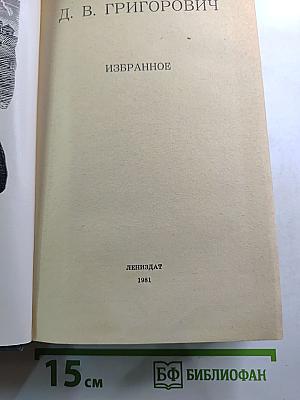 Д. В. ГРИГОРОВИЧ
ИЗБРАННОЕ
ЛЕНИЗДАТ
1981
15 см
БФ БИБЛИОФАН